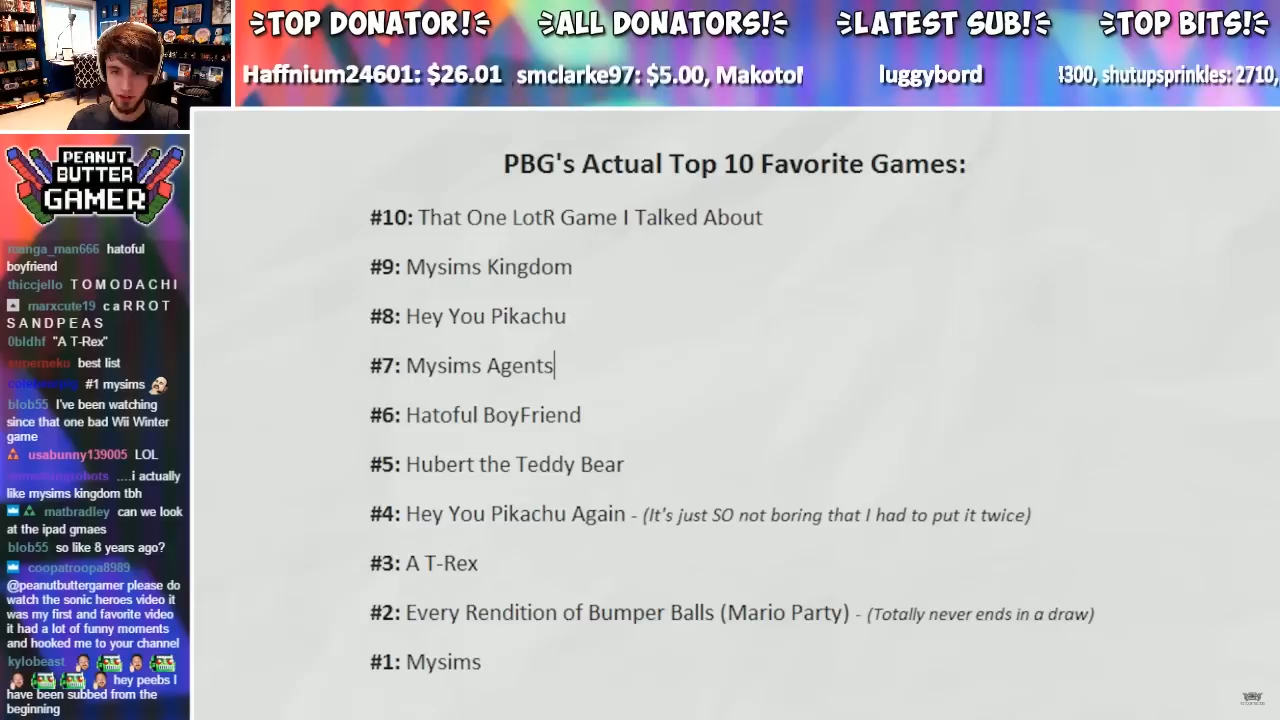 TOP DONATOR!
ALL DONATORS!
LATEST SUB!
TOP BITS!
Haffnium24601: $26.01
smclarke97: $5.00, Makotol
luggybord
300, shutupsprinkles: 2710,
PEANUT
BUTTER
GAMER
manga_man666 hatoful
boyfriend
thiccjello T O M O D A C H I
marxcute19 c a R R O T
S A N D P E A S
0bldhf "A T-Rex"
superneku best list
#1 mysims
blob55 I've been watching
since that one bad Wii Winter
game
usabunny139005 LOL
....i actually
like mysims kingdom tbh
matbradley can we look
at the ipad gmaes
blob55 so like 8 years ago?
coopatroopa8989
@peanutbuttergamer please do
watch the sonic heroes video it
was my first and favorite video
it had a lot of funny moments
and hooked me to your channel
kylobeast
hey peebs I
have been subbed from the
beginning
PBG's Actual Top 10 Favorite Games:
#10: That One LotR Game I Talked About
#9: Mysims Kingdom
#8: Hey You Pikachu
#7: Mysims Agents
#6: Hatoful BoyFriend
#5: Hubert the Teddy Bear
#4: Hey You Pikachu Again - (It's just SO not boring that I had to put it twice)
#3: A T-Rex
#2: Every Rendition of Bumper Balls (Mario Party) - (Totally never ends in a draw)
#1: Mysims